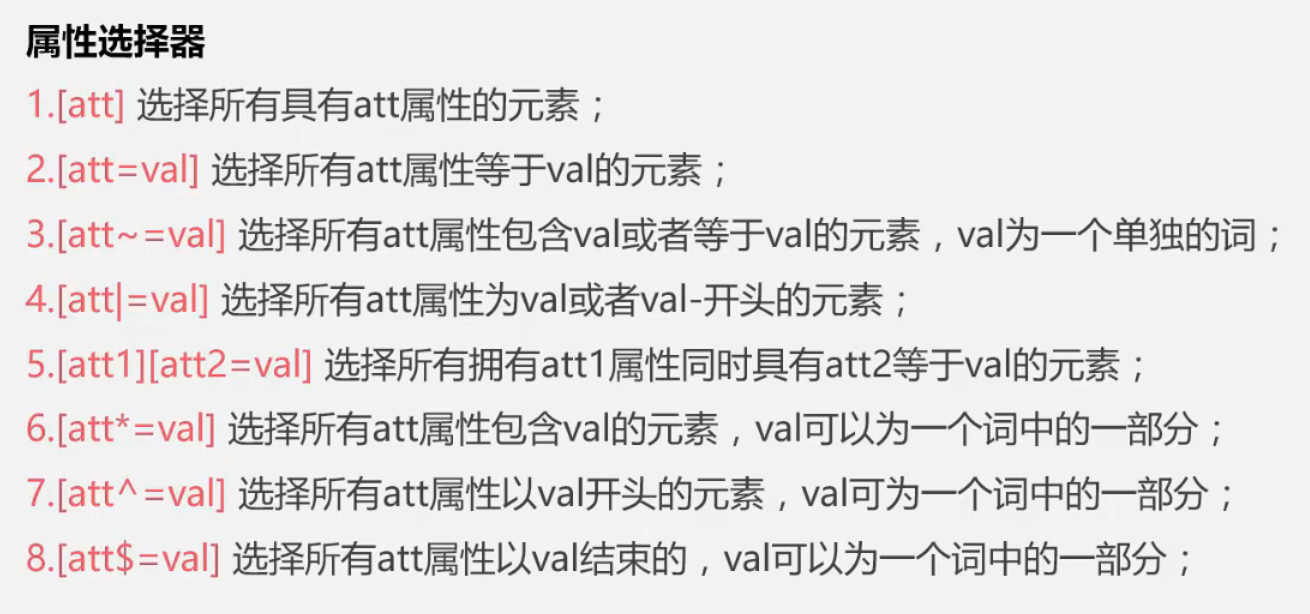 属性选择器
1.[att] 选择所有具有att属性的元素；
2.[att=val] 选择所有att属性等于val的元素；
3.[att~=val] 选择所有att属性包含val或者等于val的元素，val为一个单独的词；
4.[att|=val] 选择所有att属性为val或者val-开头的元素；
5.[att1][att2=val] 选择所有拥有att1属性同时具有att2等于val的元素；
6.[att*=val] 选择所有att属性包含val的元素，val可以为一个词中的一部分；
7.[att^=val] 选择所有att属性以val开头的元素，val可为一个词中的一部分；
8.[att$=val] 选择所有att属性以val结束的，val可以为一个词中的一部分；